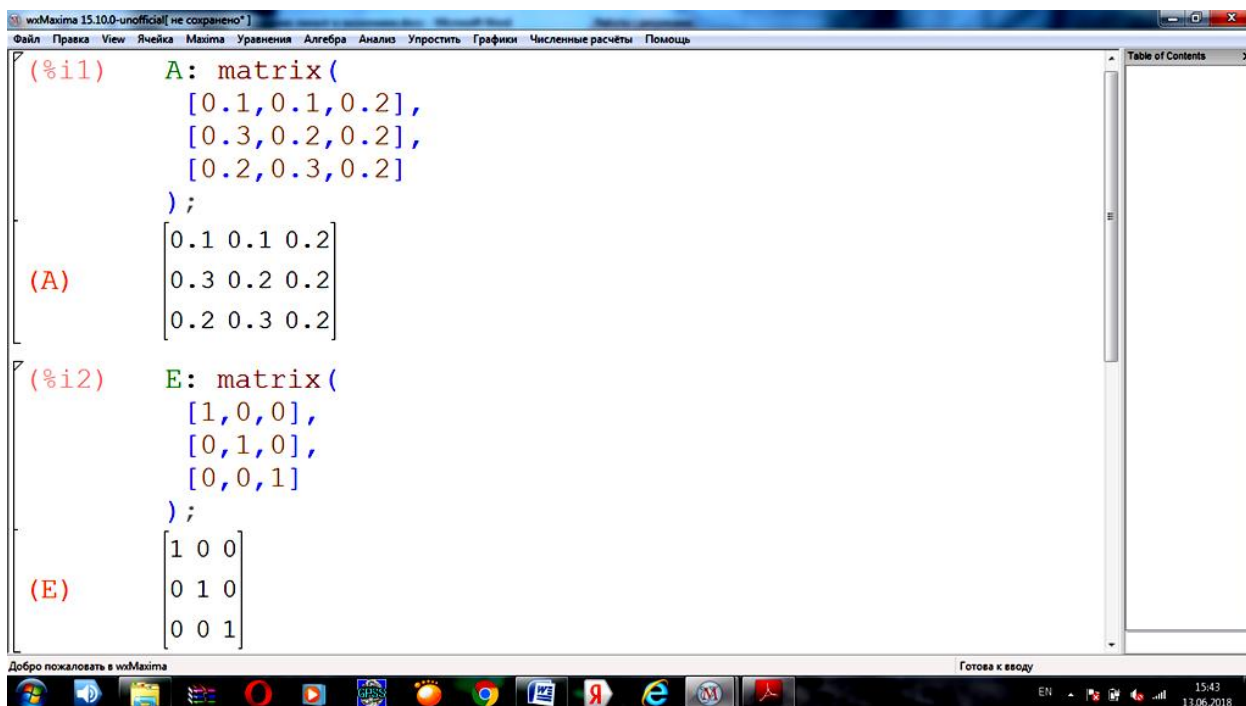 wxMaxima 15.10.0-unofficial[ не сохранено* ]
Файл Правка View Ячейка Maxima Уравнения Алгебра Анализ Упростить Графики Численные расчёты Помощь
Table of Contents
(%i1) A: matrix(
[0.1,0.1,0.2],
[0.3,0.2,0.2],
[0.2,0.3,0.2]
);
0.1 0.1 0.2
(A) 0.3 0.2 0.2
0.2 0.3 0.2
(%i2) E: matrix(
[1,0,0],
[0,1,0],
[0,0,1]
);
1 0 0
(E) 0 1 0
0 0 1
Добро пожаловать в wxMaxima Готова к вводу
GPSS W Я EN 15:43
13.06.2018